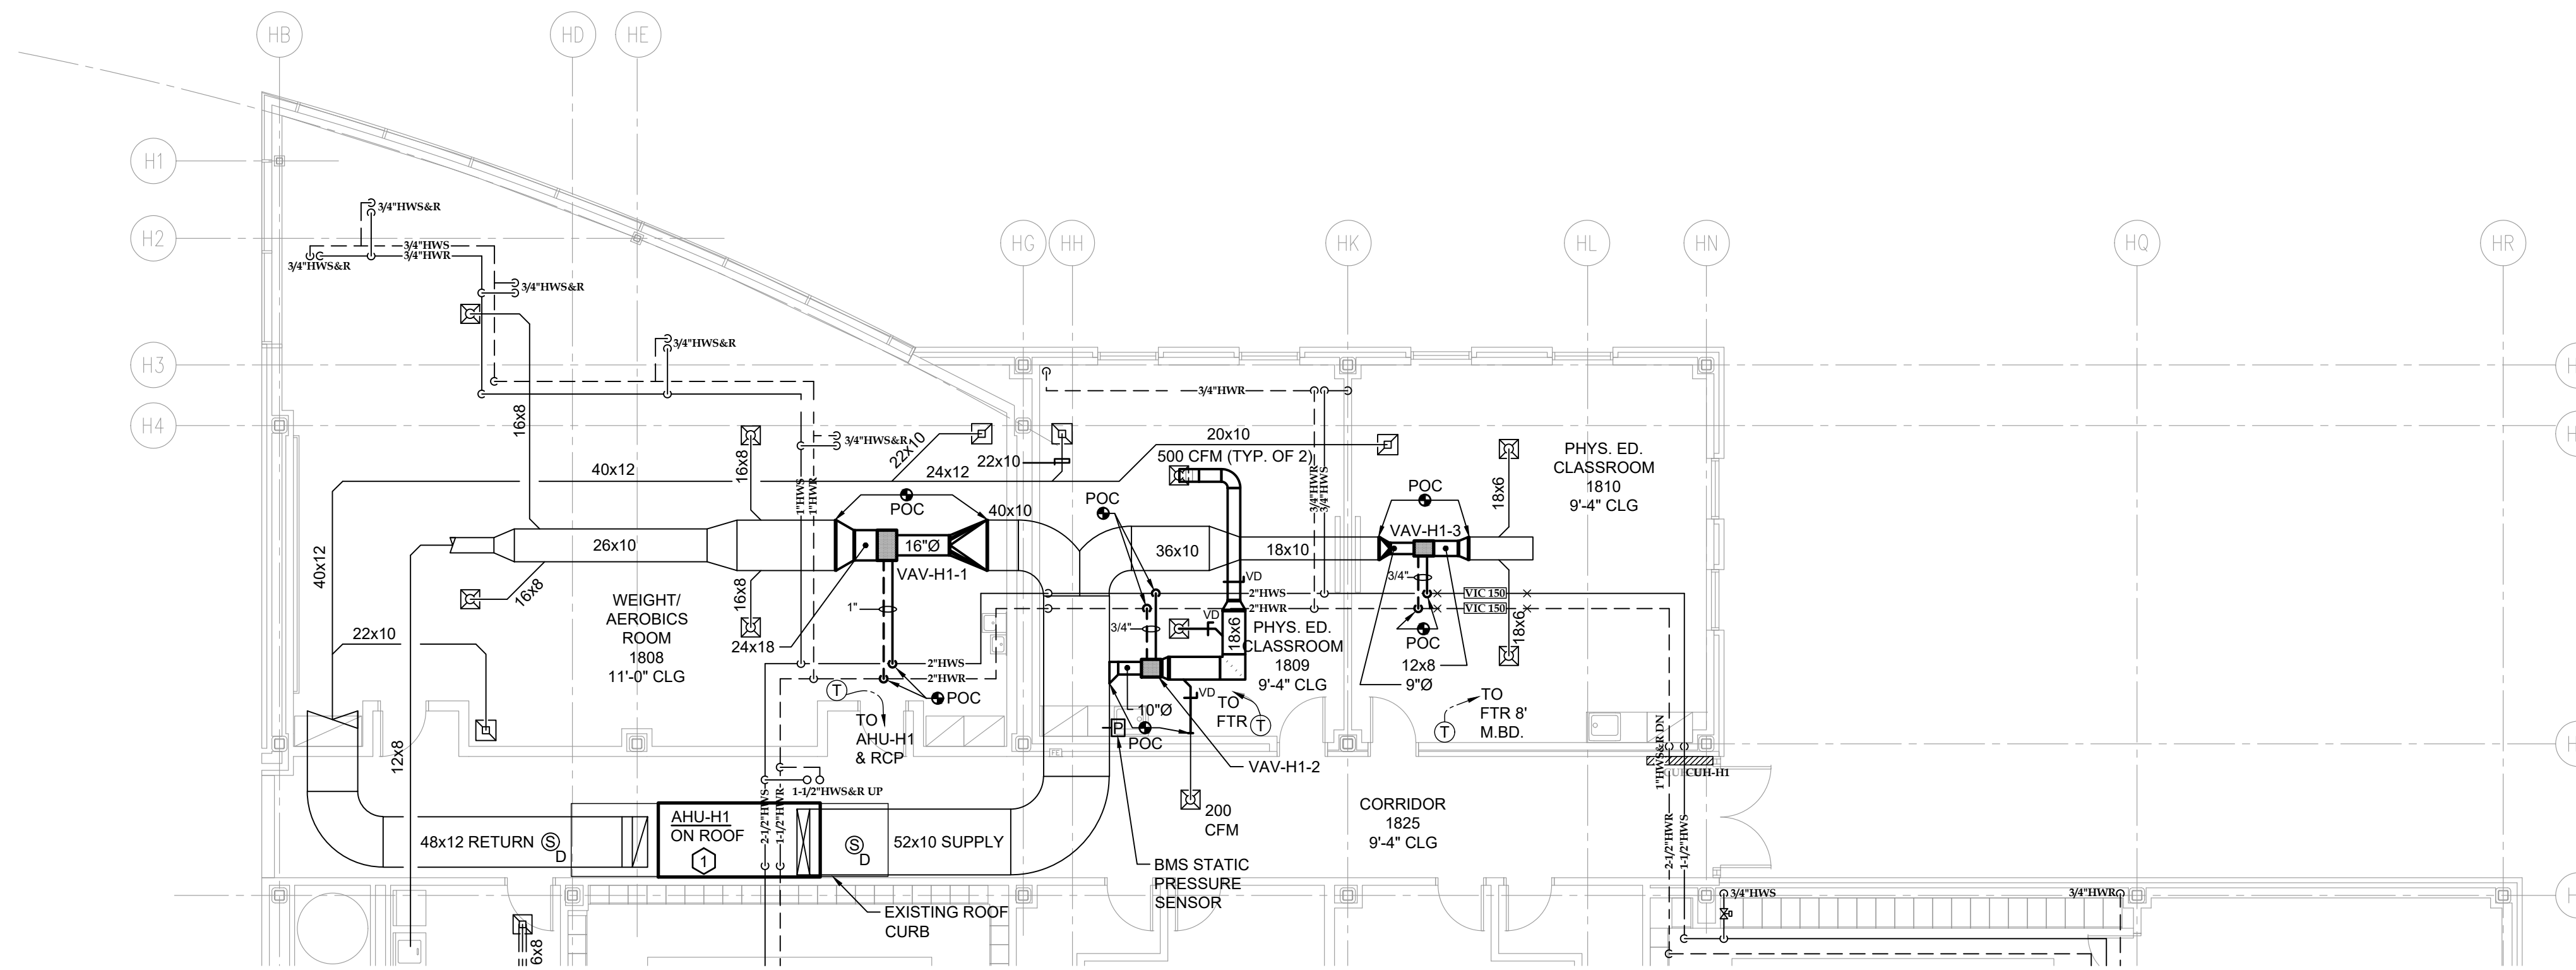 HB
HD
HE
H1
H2
HG
HH
HK
HL
HN
HQ
HR
H3
H4
3/4"HWS&R
3/4"HWS
3/4"HWR
3/4"HWS&R
3/4"HWS&R
3/4"HWS&R
3/4"HWS&R
3/4"HWR
16x8
40x12
16x8
22x10
24x12
22x10
20x10
500 CFM (TYP. OF 2)
1"HWS
1"HWR
3/4"HWR
3/4"HWS
PHYS. ED.
CLASSROOM
1810
9'-4" CLG
18x6
POC
40x10
POC
POC
VAV-H1-3
26x10
16"Ø
VAV-H1-1
36x10
18x10
40x12
16x8
16x8
1"
3/4"
3/4"
VD
2"HWS
2"HWR
VIC 150
VIC 150
WEIGHT/
AEROBICS
ROOM
1808
11'-0" CLG
24x18
22x10
VD
18x6
PHYS. ED.
CLASSROOM
1809
9'-4" CLG
POC
18x6
12x8
9"Ø
2"HWS
2"HWR
POC
T
TO
AHU-H1
& RCP
VD
10"Ø
P
POC
TO
FTR
T
TO
FTR 8'
M.BD.
T
FE
VAV-H1-2
12x8
1-1/2"HWS&R UP
2-1/2"HWS
1-1/2"HWR
1"HWS&R DN
CUH-H1
48x12 RETURN
S
D
AHU-H1
ON ROOF
1
S
D
52x10 SUPPLY
200
CFM
CORRIDOR
1825
9'-4" CLG
BMS STATIC
PRESSURE
SENSOR
EXISTING ROOF
CURB
2-1/2"HWR
1-1/2"HWS
3/4"HWS
3/4"HWR
6x8